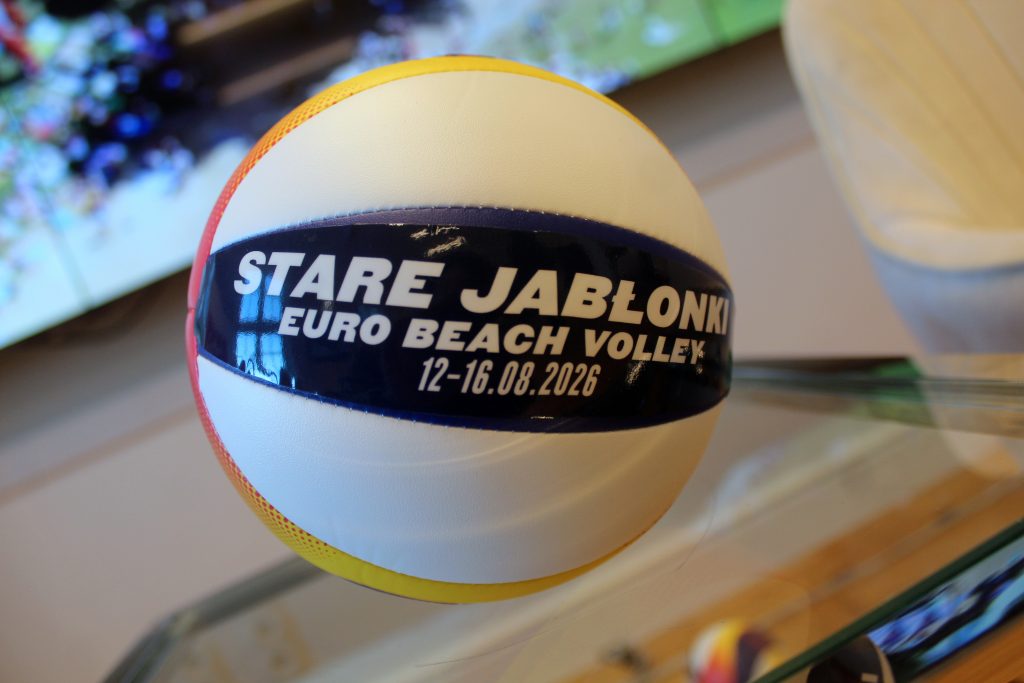 STARE JABŁONKI
EURO BEACH VOLLEY
12-16.08.2026